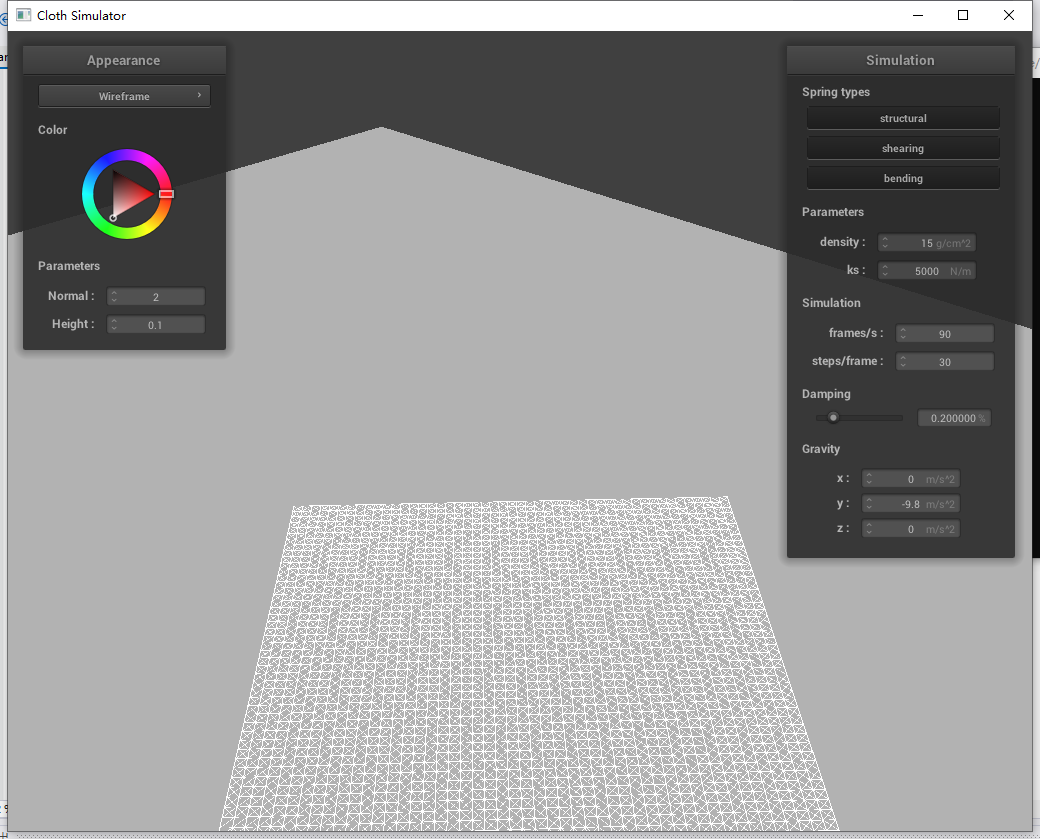 Cloth Simulator
Appearance
Wireframe
Color
Parameters
Normal : 2
Height : 0.1
Simulation
Spring types
structural
shearing
bending
Parameters
density : 15 g/cm^2
ks : 5000 N/m
Simulation
frames/s : 90
steps/frame : 30
Damping
0.200000 %
Gravity
x : 0 m/s^2
y : -9.8 m/s^2
z : 0 m/s^2